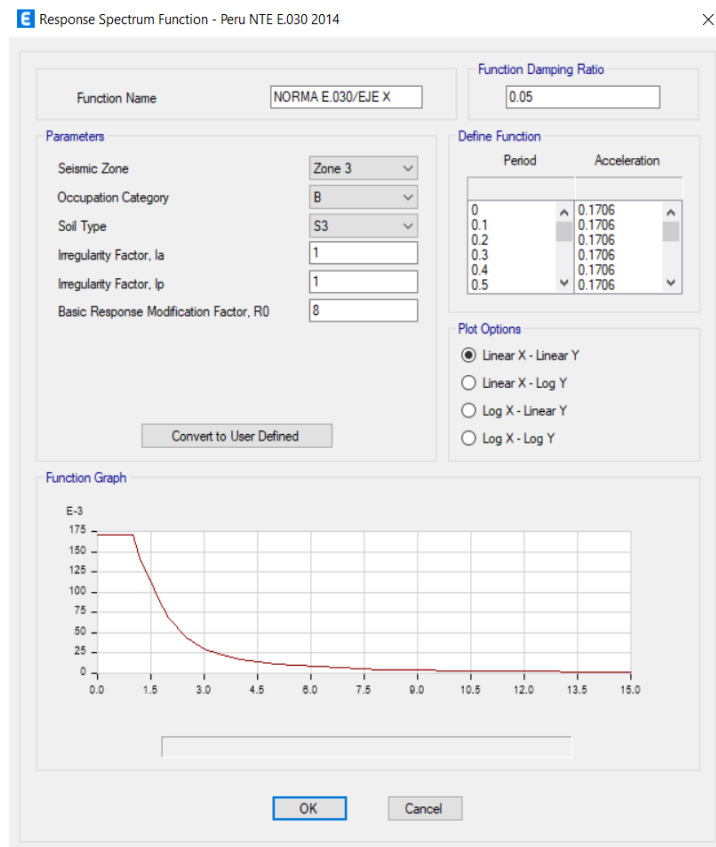 E Response Spectrum Function - Peru NTE E.030 2014
Function Name
NORMA E.030/EJE X
Function Damping Ratio
0.05
Parameters
Seismic Zone
Zone 3
Occupation Category
B
Soil Type
S3
Irregularity Factor, Ia
1
Irregularity Factor, Ip
1
Basic Response Modification Factor, R0
8
Convert to User Defined
Define Function
Period Acceleration
0 0.1706
0.1 0.1706
0.2 0.1706
0.3 0.1706
0.4 0.1706
0.5 0.1706
Plot Options
Linear X - Linear Y
Linear X - Log Y
Log X - Linear Y
Log X - Log Y
Function Graph
E-3
175
150
125
100
75
50
25
0
0.0 1.5 3.0 4.5 6.0 7.5 9.0 10.5 12.0 13.5 15.0
OK Cancel